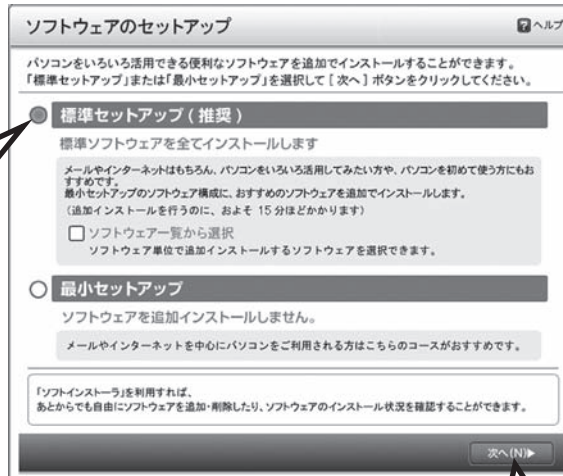 ソフトウェアのセットアップ
?ヘルプ
パソコンをいろいろ活用できる便利なソフトウェアを追加でインストールすることができます。
「標準セットアップ」または「最小セットアップ」を選択して [ 次へ ] ボタンをクリックしてください。
標準セットアップ ( 推奨 )
標準ソフトウェアを全てインストールします
メールやインターネットはもちろん、パソコンをいろいろ活用してみたい方や、パソコンを初めて使う方にもお
すすめです。
最小セットアップのソフトウェア構成に、おすすめのソフトウェアを追加でインストールします。
(追加インストールを行うのに、およそ 15 分ほどかかります)
ソフトウェア一覧から選択
ソフトウェア単位で追加インストールするソフトウェアを選択できます。
最小セットアップ
ソフトウェアを追加インストールしません。
メールやインターネットを中心にパソコンをご利用される方はこちらのコースがおすすめです。
「ソフトインストーラ」を利用すれば、
あとからでも自由にソフトウェアを追加・削除したり、ソフトウェアのインストール状況を確認することができます。
次へ(N)▶